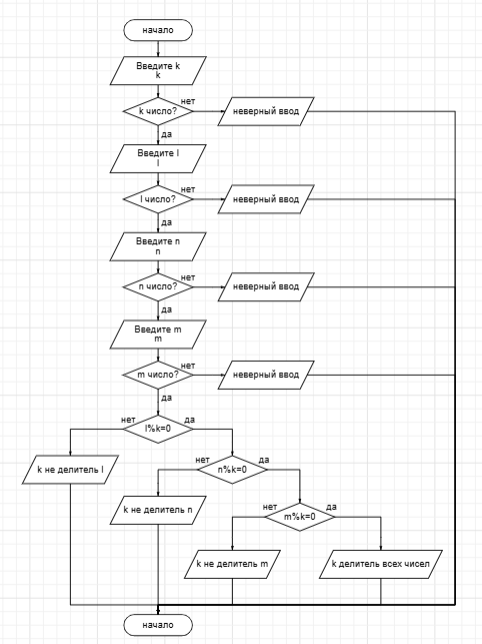 начало
Введите k
k
нет
k число?
неверный ввод
да
Введите l
l
нет
l число?
неверный ввод
да
Введите n
n
нет
n число?
неверный ввод
да
Введите m
m
нет
m число?
неверный ввод
да
нет
да
l%k=0
нет
да
k не делитель l
n%k=0
нет
да
k не делитель n
m%k=0
k не делитель m
k делитель всех чисел
начало